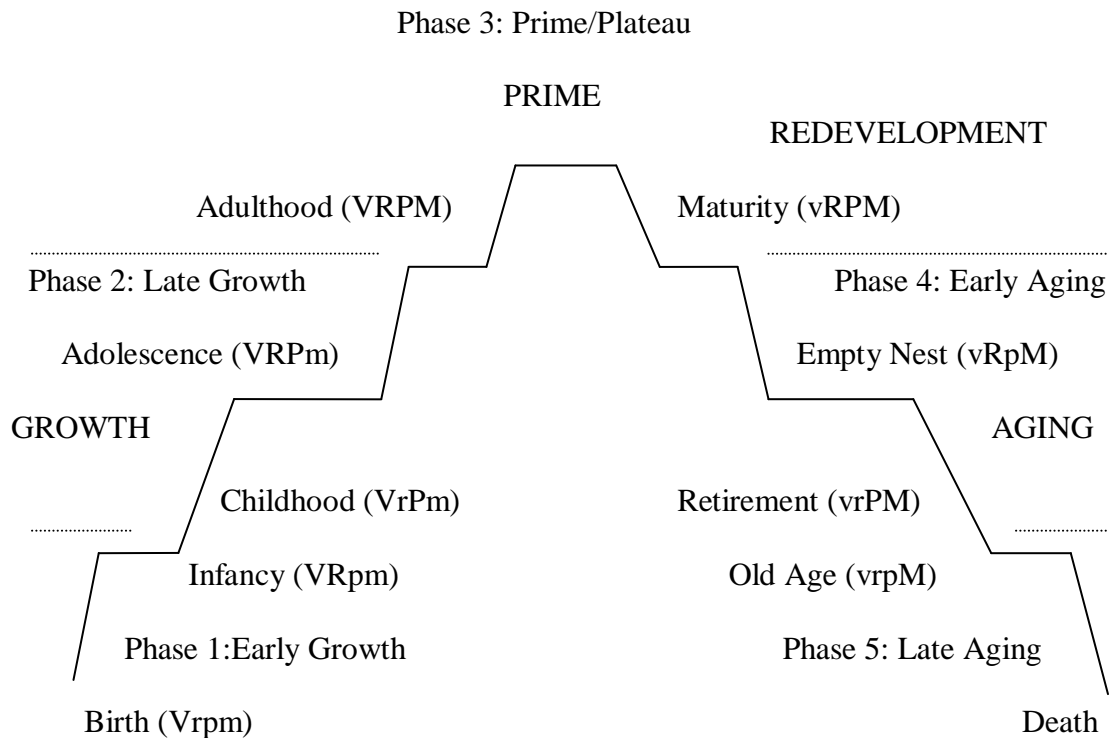 Phase 3: Prime/Plateau
PRIME
REDEVELOPMENT
Adulthood (VRPM)
Maturity (vRPM)
Phase 2: Late Growth
Phase 4: Early Aging
Adolescence (VRPm)
Empty Nest (vRpM)
GROWTH
AGING
Childhood (VrPm)
Retirement (vrPM)
Infancy (VRpm)
Old Age (vrpM)
Phase 1:Early Growth
Phase 5: Late Aging
Birth (Vrpm)
Death